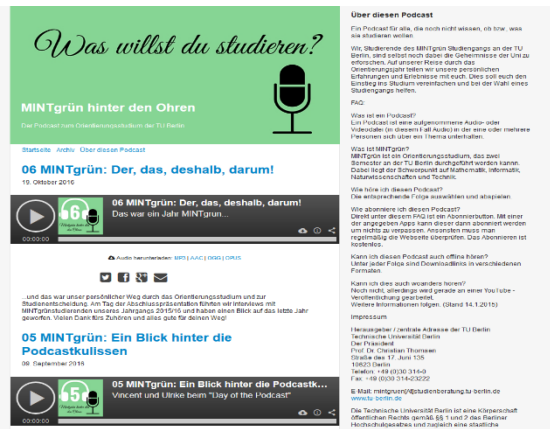 Was willst du studieren?
MINTgrün hinter den Ohren
Der Podcast zum Orientierungsstudium der TU Berlin
Startseite Archiv Über diesen Podcast
06 MINTgrün: Der, das, deshalb, darum!
19. Oktober 2016
06 MINTgrün: Der, das, deshalb, darum!
Das war ein Jahr MINTgrün...
00:00:00
Audio herunterladen: MP3 | AAC | OGG | OPUS
...und das war unser persönlicher Weg durch das Orientierungsstudium und zur
Studienentscheidung. Am Tag der Abschlusspräsentation führten wir Interviews mit
MINTgrünstudierenden unseres Jahrgangs 2015/16 und haben einen Blick auf das letzte Jahr
geworfen. Vielen Dank fürs Zuhören und alles gute für deinen Weg!
05 MINTgrün: Ein Blick hinter die
Podcastkulissen
09. September 2016
05 MINTgrün: Ein Blick hinter die Podcastk...
Vincent und Ulrike beim "Day of the Podcast"
00:00:00
Über diesen Podcast
Ein Podcast für alle, die noch nicht wissen, ob bzw., was
sie studieren wollen.
Wir, Studierende des MINTgrün Studiengangs an der TU
Berlin, sind selbst noch dabei die Geheimnisse der Uni zu
erforschen. Auf unserer Reise durch das
Orientierungsjahr teilen wir unsere persönlichen
Erfahrungen und Erlebnisse mit euch. Dies soll euch den
Einstieg ins Studium vereinfachen und bei der Wahl eines
Studiengangs helfen.
FAQ:
Was ist ein Podcast?
Ein Podcast ist eine aufgenommene Audio- oder
Videodatei (in diesem Fall Audio) in der eine oder mehrere
Personen sich über ein Thema unterhalten.
Was ist MINTgrün?
MINTgrün ist ein Orientierungsstudium, das zwei
Semester an der TU Berlin durchgeführt werden kann.
Dabei liegt der Schwerpunkt auf Mathematik, Informatik,
Naturwissenschaften und Technik.
Wie höre ich diesen Podcast?
Die entsprechende Folge auswählen und abspielen.
Wie abonniere ich diesen Podcast?
Direkt unter diesem FAQ ist ein Abonnierbutton. Mit einer
der angegeben Apps kann dieser dann abonniert werden
um nichts zu verpassen. Ansonsten muss man
regelmäßig die Webseite überprüfen. Das Abonnieren ist
kostenlos.
Kann ich diesen Podcast auch offline hören?
Unter jeder Folge sind Downloadlinks in verschiedenen
Formaten.
Kann ich dies auch woanders hören?
Noch nicht, allerdings wird gerade an einer YouTube -
Veröffentlichung gearbeitet.
Weitere Infos folgen. (Stand 14.1.2015)
Impressum
Herausgeber / zentrale Adresse der TU Berlin
Technische Universität Berlin
Der Präsident
Prof. Dr. Christian Thomsen
Straße des 17. Juni 135
10623 Berlin
Telefon: +49 (0)30 314-0
Fax: +49 (0)30 314-23222
E-Mail: mintgruen[At]studienberatung.tu-berlin.de
www.tu-berlin.de
Die Technische Universität Berlin ist eine Körperschaft
öffentlichen Rechts gemäß §§ 1 und 2 des Berliner
Hochschulgesetzes und zugleich eine staatliche